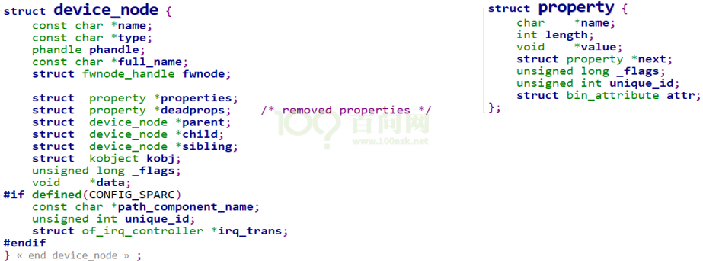 struct device_node {
const char *name;
const char *type;
phandle phandle;
const char *full_name;
struct fwnode_handle fwnode;
struct property *properties;
struct property *deadprops; /* removed properties */
struct device_node *parent;
struct device_node *child;
struct device_node *sibling;
struct kobject kobj;
unsigned long _flags;
void *data;
#if defined(CONFIG_SPARC)
const char *path_component_name;
unsigned int unique_id;
struct of_irq_controller *irq_trans;
#endif
} « end device_node » ;
struct property {
char *name;
int length;
void *value;
struct property *next;
unsigned long _flags;
unsigned int unique_id;
struct bin_attribute attr;
};
100? 百问网
www.100ask.net